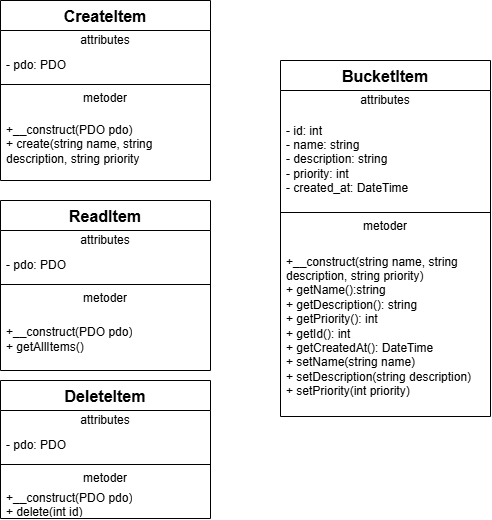 CreateItem
attributes
- pdo: PDO
metoder
+__construct(PDO pdo)
+ create(string name, string
description, string priority
ReadItem
attributes
- pdo: PDO
metoder
+__construct(PDO pdo)
+ getAllItems()
DeleteItem
attributes
- pdo: PDO
metoder
+__construct(PDO pdo)
+ delete(int id)
BucketItem
attributes
- id: int
- name: string
- description: string
- priority: int
- created_at: DateTime
metoder
+__construct(string name, string
description, string priority)
+ getName():string
+ getDescription(): string
+ getPriority(): int
+ getId(): int
+ getCreatedAt(): DateTime
+ setName(string name)
+ setDescription(string description)
+ setPriority(int priority)